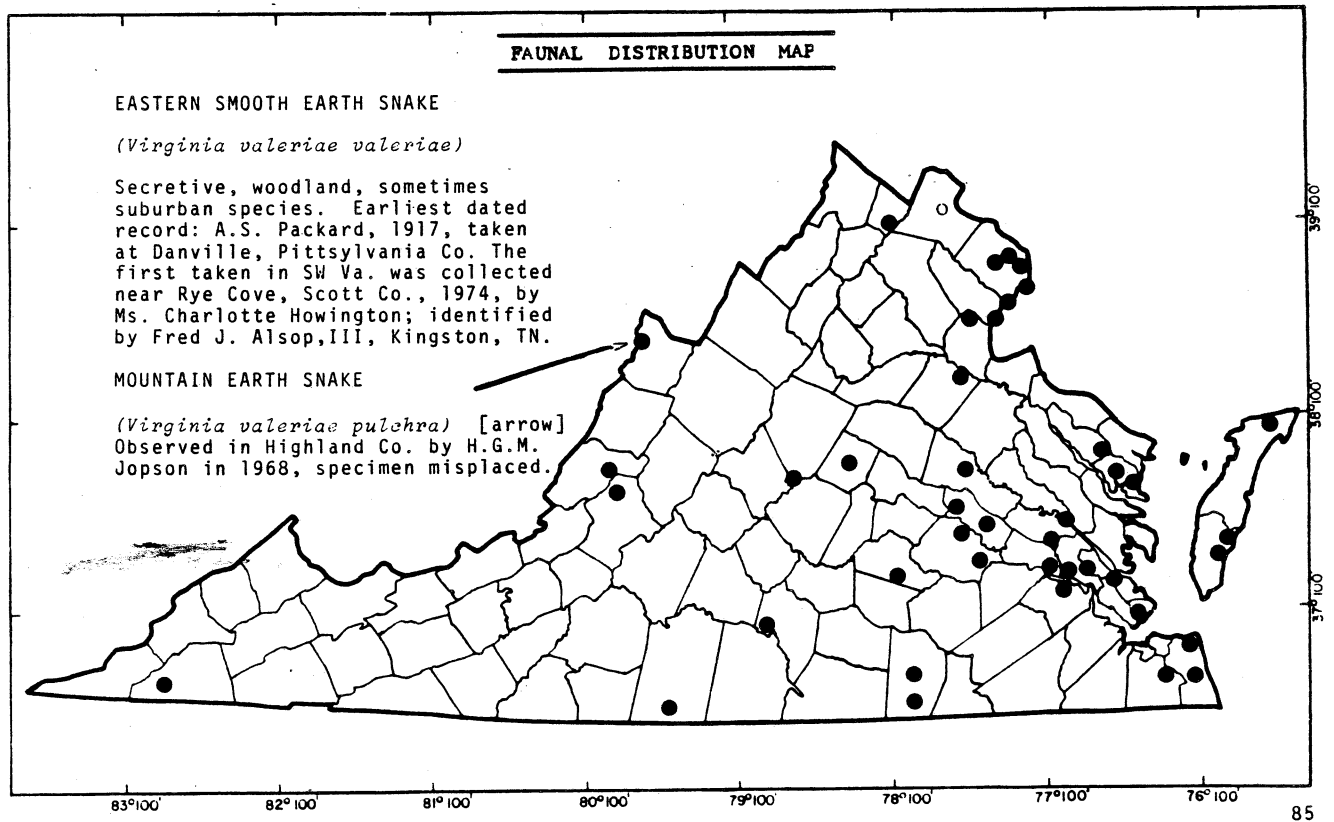 FAUNAL DISTRIBUTION MAP
EASTERN SMOOTH EARTH SNAKE
(Virginia valeriae valeriae)
Secretive, woodland, sometimes
suburban species. Earliest dated
record: A.S. Packard, 1917, taken
at Danville, Pittsylvania Co. The
first taken in SW Va. was collected
near Rye Cove, Scott Co., 1974, by
Ms. Charlotte Howington; identified
by Fred J. Alsop,III, Kingston, TN.
MOUNTAIN EARTH SNAKE
(Virginia valeriae pulchra) [arrow]
Observed in Highland Co. by H.G.M.
Jopson in 1968, specimen misplaced.
39°00'
38°00'
37°00'
83°00'
82°00'
81°00'
80°00'
79°00'
78°00'
77°00'
76°00'
85